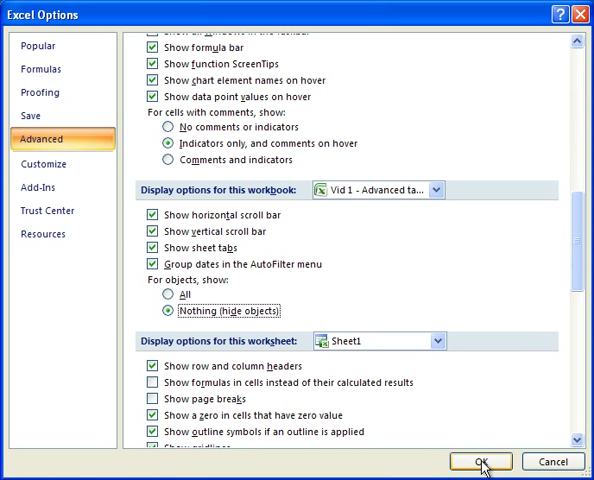 Excel Options
Popular
Formulas
Proofing
Save
Advanced
Customize
Add-Ins
Trust Center
Resources
Show formula bar
Show function ScreenTips
Show chart element names on hover
Show data point values on hover
For cells with comments, show:
No comments or indicators
Indicators only, and comments on hover
Comments and indicators
Display options for this workbook: Vid 1 - Advanced ta...
Show horizontal scroll bar
Show vertical scroll bar
Show sheet tabs
Group dates in the AutoFilter menu
For objects, show:
All
Nothing (hide objects)
Display options for this worksheet: Sheet1
Show row and column headers
Show formulas in cells instead of their calculated results
Show page breaks
Show a zero in cells that have zero value
Show outline symbols if an outline is applied
Show gridlines
OK Cancel